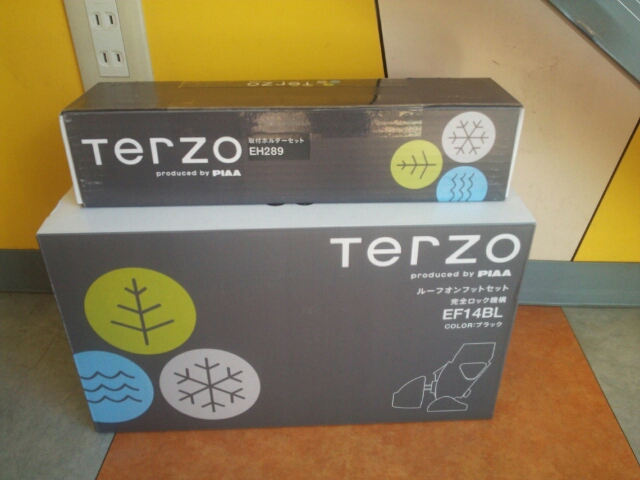 Terzo
Terzo
取付ホルダーセット
EH289
produced by PIAA
Terzo
produced by PIAA
ルーフオンフットセット
完全ロック機構
EF14BL
COLOR:ブラック